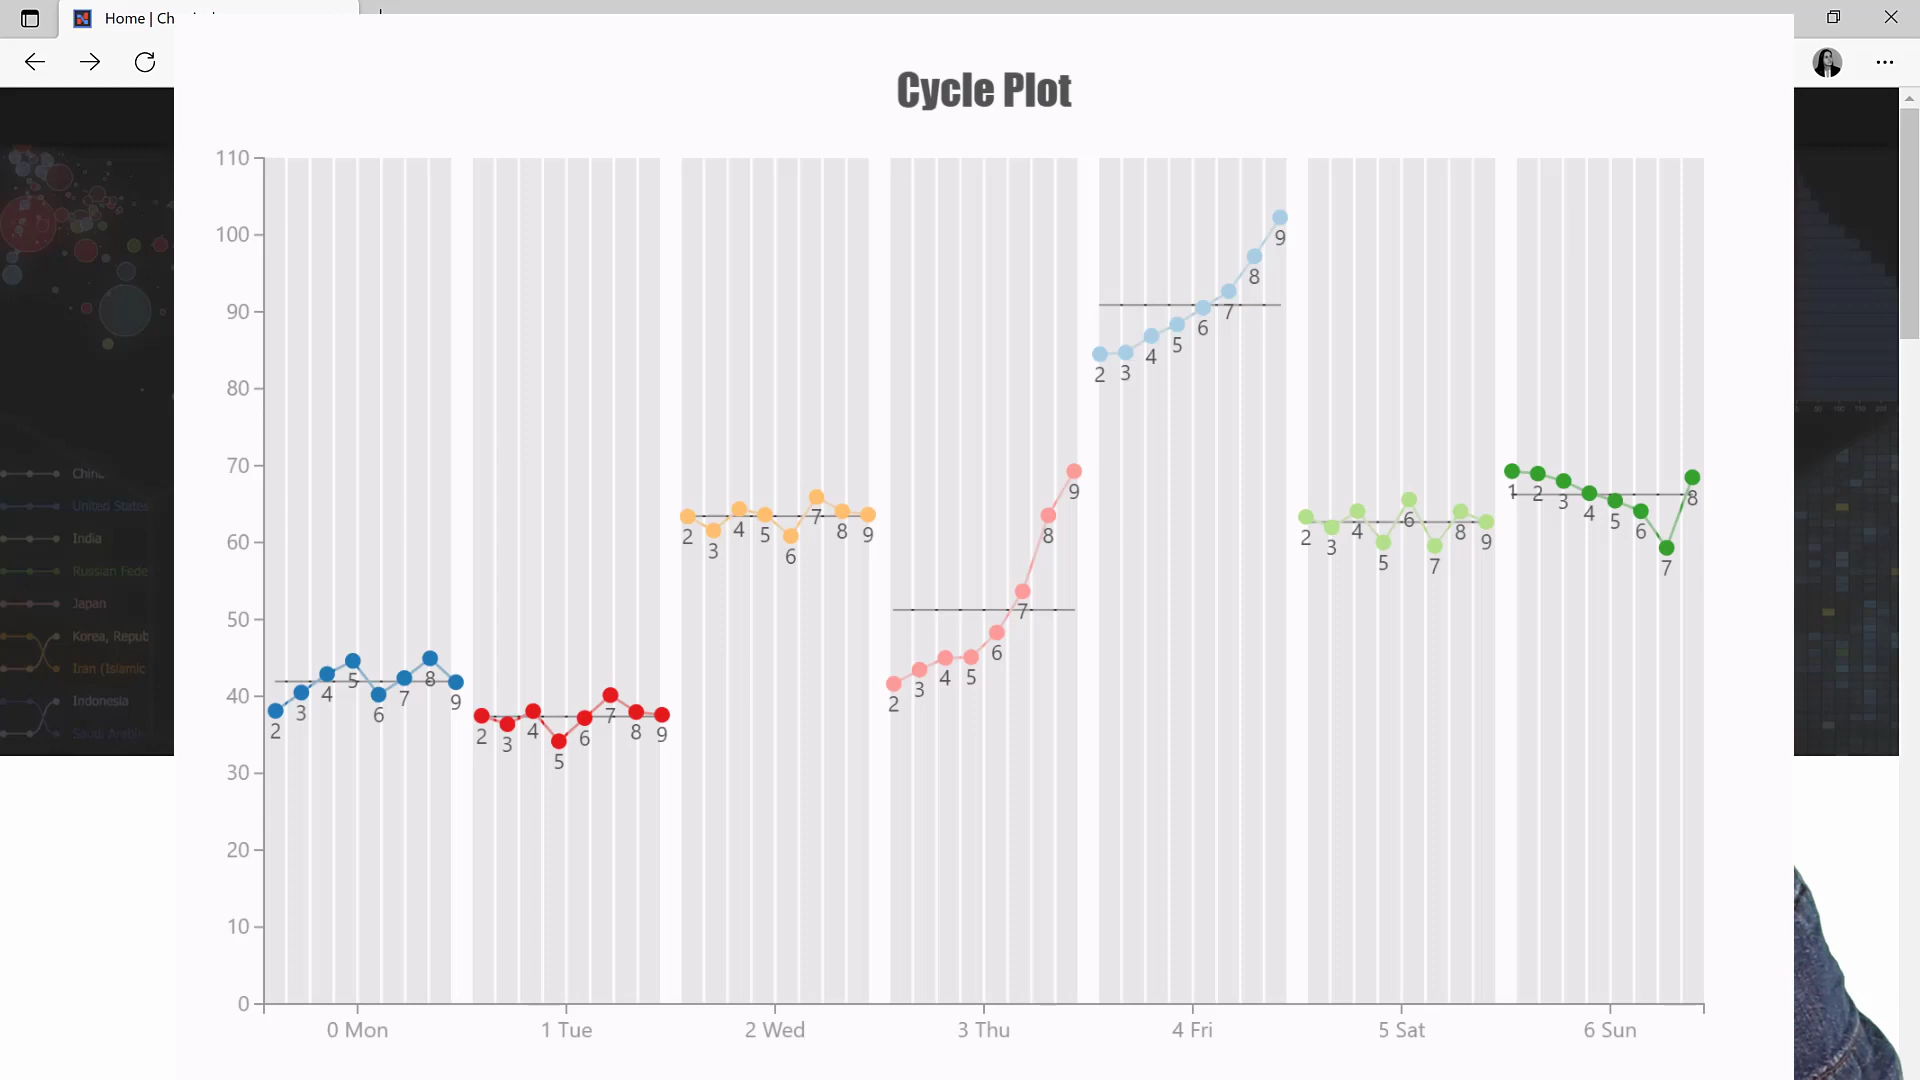 Home | Ch
Cycle Plot
110
100
90
80
70
60
50
40
30
20
10
0
2 3 4 5 6 7 8 9
2 3 4 5 6 7 8 9
2 3 4 5 6 7 8 9
2 3 4 5 6 7 8 9
2 3 4 5 6 7 8 9
2 3 4 5 6 7 8 9
1 2 3 4 5 6 7 8
0 Mon 1 Tue 2 Wed 3 Thu 4 Fri 5 Sat 6 Sun
China
United States
India
Russian Fede
Japan
Korea, Repub
Iran (Islamic
Indonesia
Saudi Arabia
50 100 150 200